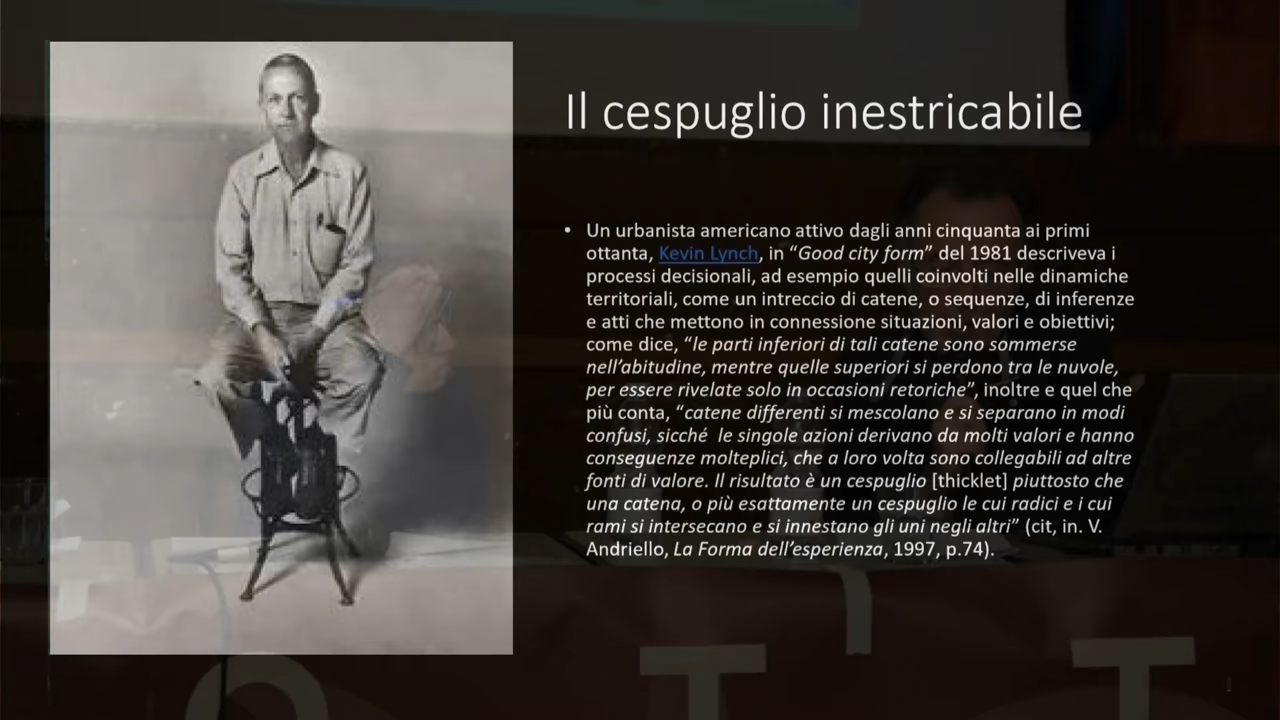 Il cespuglio inestricabile
• Un urbanista americano attivo dagli anni cinquanta ai primi
ottanta, Kevin Lynch, in “Good city form” del 1981 descriveva i
processi decisionali, ad esempio quelli coinvolti nelle dinamiche
territoriali, come un intreccio di catene, o sequenze, di inferenze
e atti che mettono in connessione situazioni, valori e obiettivi;
come dice, “le parti inferiori di tali catene sono sommerse
nell’abitudine, mentre quelle superiori si perdono tra le nuvole,
per essere rivelate solo in occasioni retoriche”, inoltre e quel che
più conta, “catene differenti si mescolano e si separano in modi
confusi, sicché  le singole azioni derivano da molti valori e hanno
conseguenze molteplici, che a loro volta sono collegabili ad altre
fonti di valore. Il risultato è un cespuglio [thicklet] piuttosto che
una catena, o più esattamente un cespuglio le cui radici e i cui
rami si intersecano e si innestano gli uni negli altri” (cit, in. V.
Andriello, La Forma dell’esperienza, 1997, p.74).